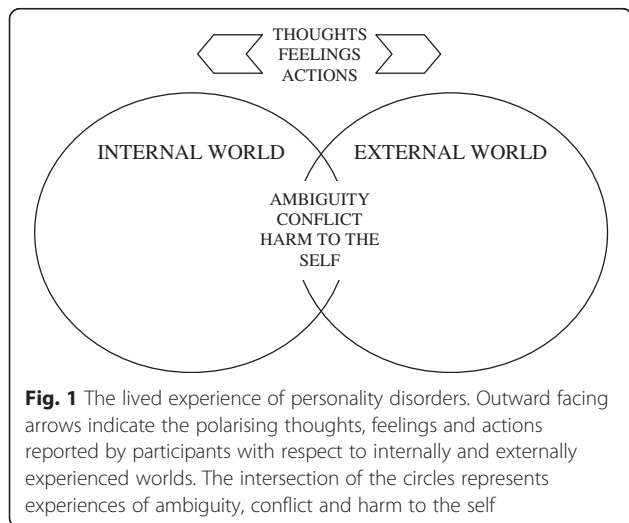 THOUGHTS
FEELINGS
ACTIONS
INTERNAL WORLD
EXTERNAL WORLD
AMBIGUITY
CONFLICT
HARM TO THE
SELF
Fig. 1 The lived experience of personality disorders. Outward facing
arrows indicate the polarising thoughts, feelings and actions
reported by participants with respect to internally and externally
experienced worlds. The intersection of the circles represents
experiences of ambiguity, conflict and harm to the self